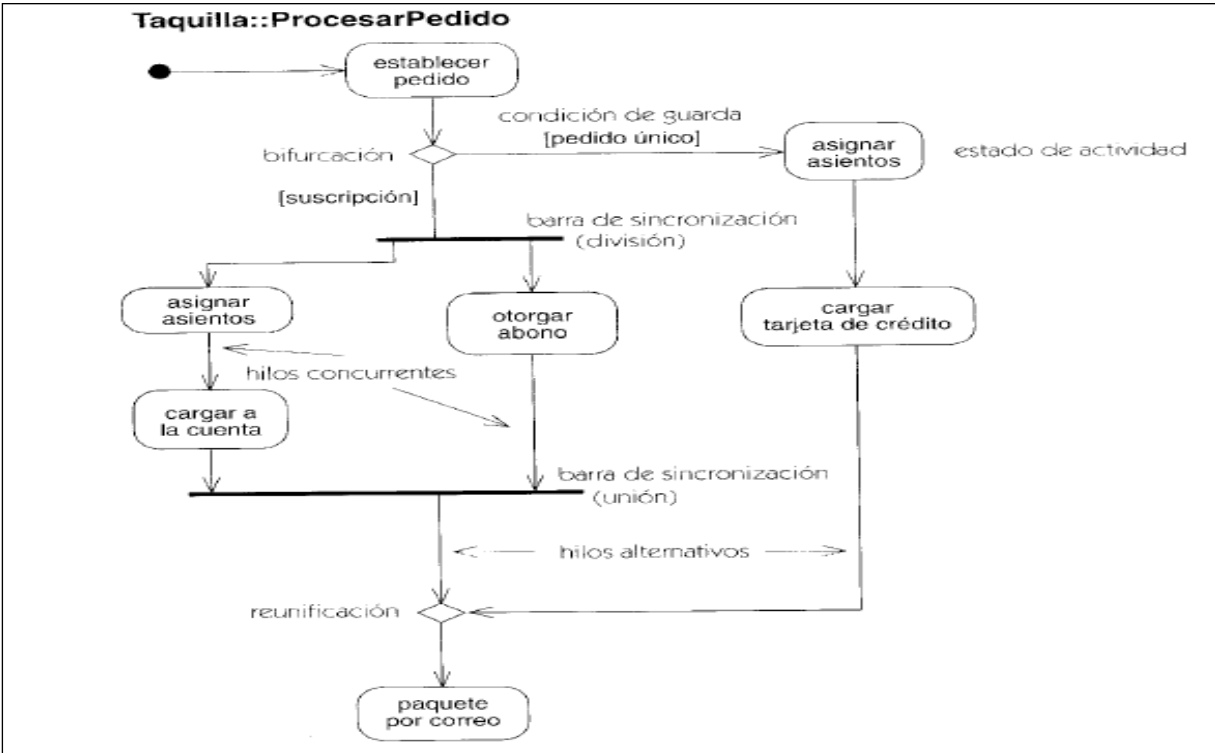 Taquilla::ProcesarPedido
establecer
pedido
condición de guarda
[pedido único]
bifurcación
asignar
asientos
estado de actividad
[suscripción]
barra de sincronización
(división)
asignar
asientos
otorgar
abono
cargar
tarjeta de crédito
hilos concurrentes
cargar a
la cuenta
barra de sincronización
(unión)
hilos alternativos
reunificación
paquete
por correo